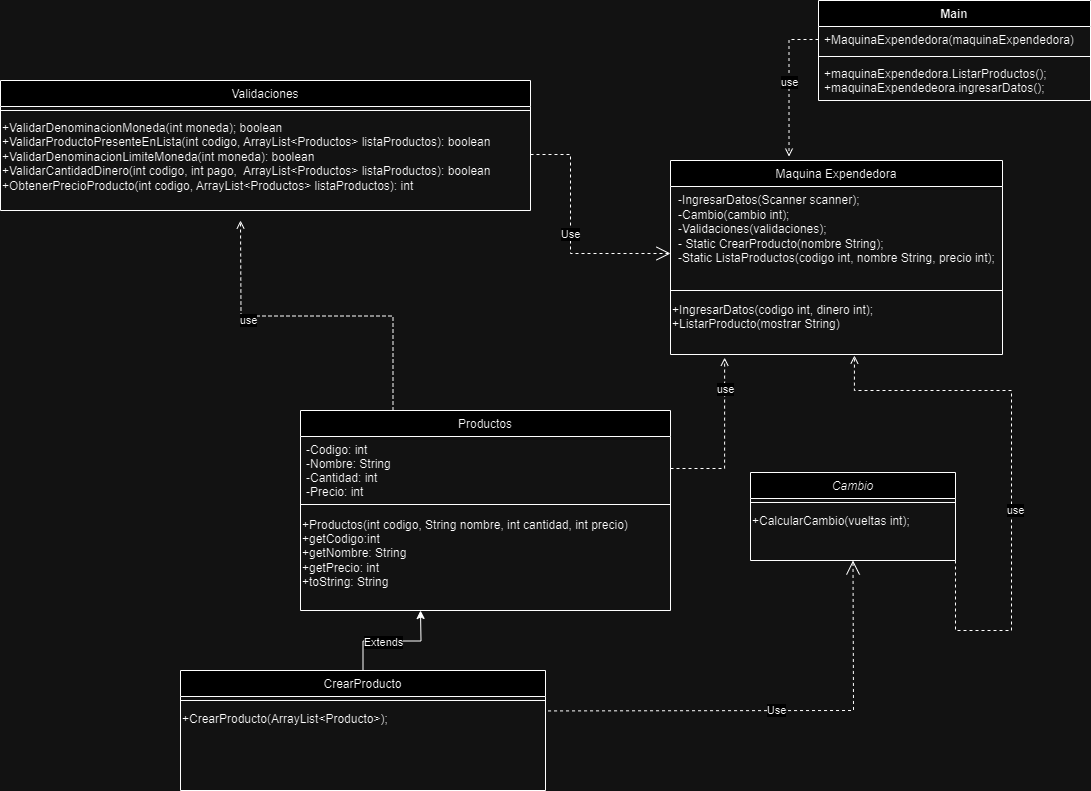 Main
+MaquinaExpendedora(maquinaExpendedora)
+maquinaExpendedora.ListarProductos();
+maquinaExpendedeora.ingresarDatos();
use
Validaciones
+ValidarDenominacionMoneda(int moneda); boolean
+ValidarProductoPresenteEnLista(int codigo, ArrayList<Productos> listaProductos): boolean
+ValidarDenominacionLimiteMoneda(int moneda): boolean
+ValidarCantidadDinero(int codigo, int pago, ArrayList<Productos> listaProductos): boolean
+ObtenerPrecioProducto(int codigo, ArrayList<Productos> listaProductos): int
Use
Maquina Expendedora
-IngresarDatos(Scanner scanner);
-Cambio(cambio int);
-Validaciones(validaciones);
- Static CrearProducto(nombre String);
-Static ListaProductos(codigo int, nombre String, precio int);
+IngresarDatos(codigo int, dinero int);
+ListarProducto(mostrar String)
use
use
Productos
-Codigo: int
-Nombre: String
-Cantidad: int
-Precio: int
+Productos(int codigo, String nombre, int cantidad, int precio)
+getCodigo:int
+getNombre: String
+getPrecio: int
+toString: String
Cambio
+CalcularCambio(vueltas int);
use
Extends
CrearProducto
+CrearProducto(ArrayList<Producto>);
Use